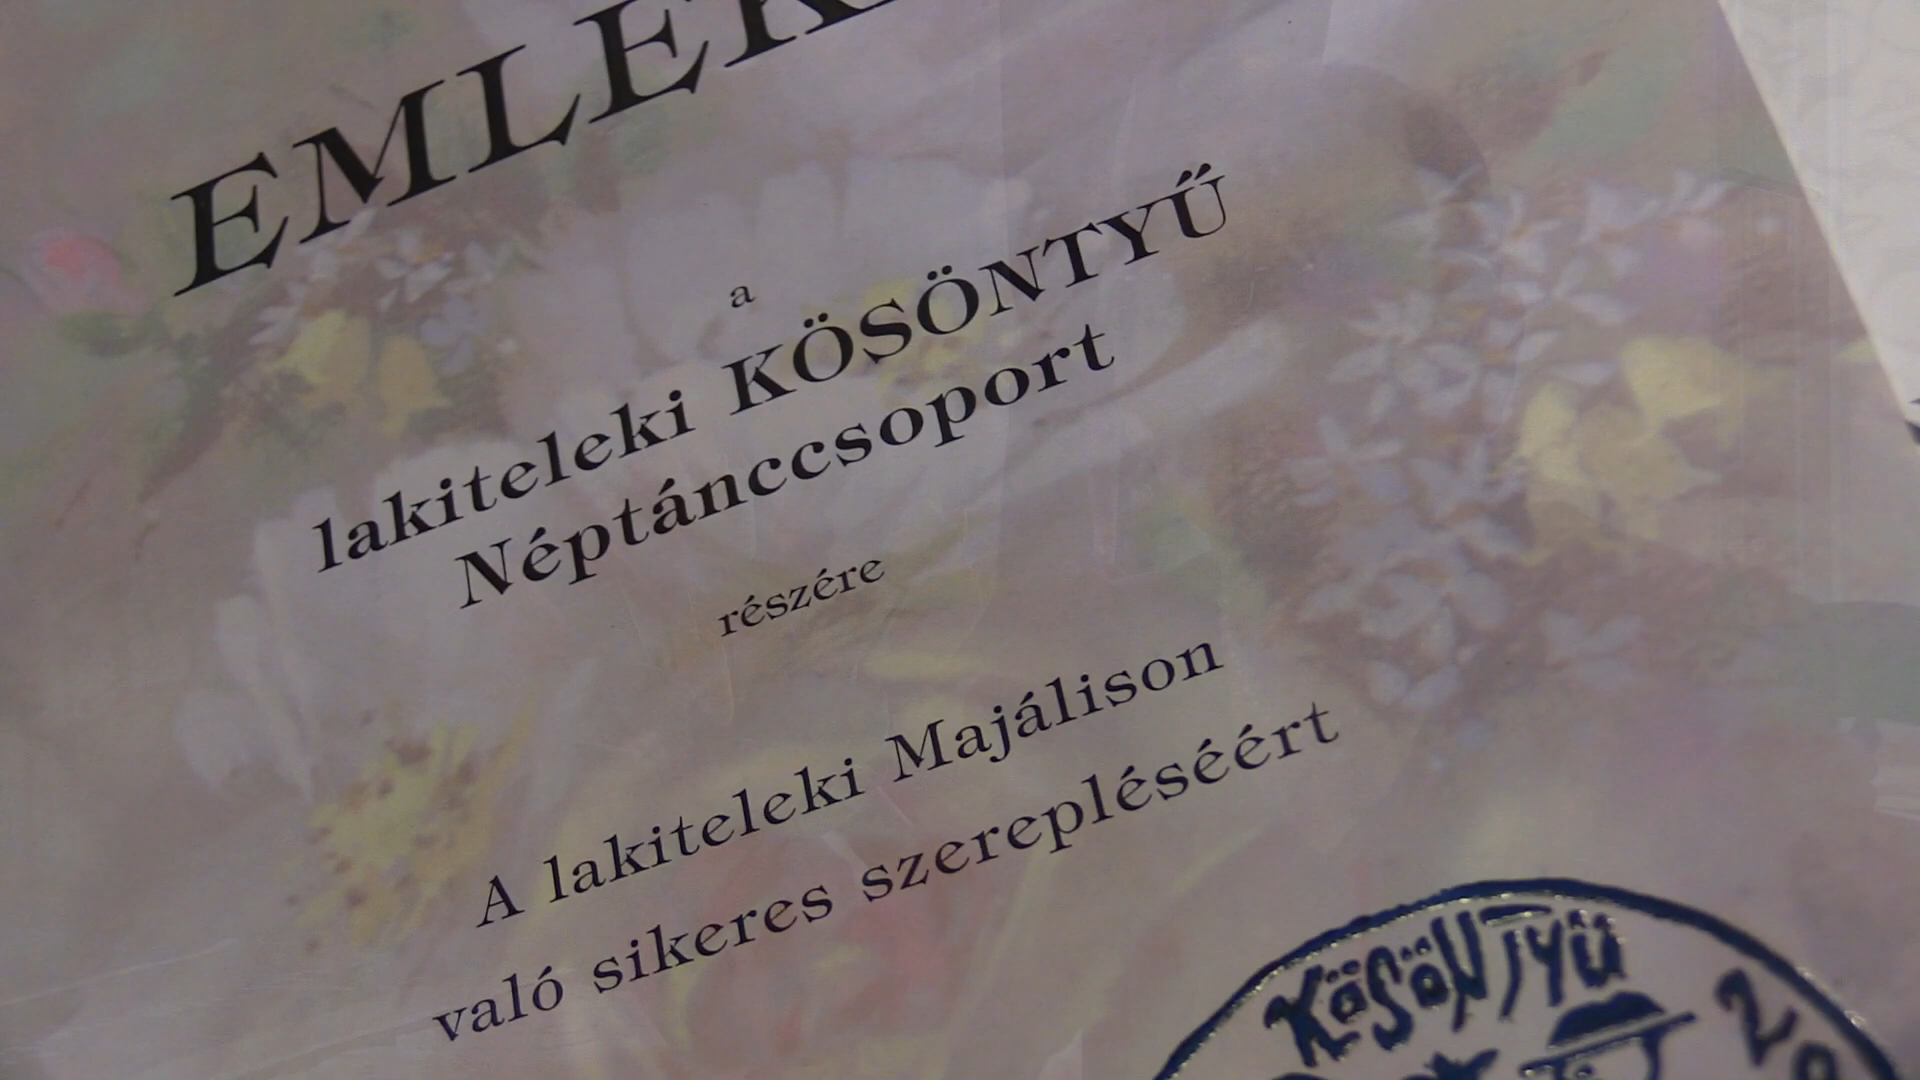 EMLÉK
a
lakiteleki KÖSÖNTYŰ
Néptánccsoport
részére
A lakiteleki Majálison
való sikeres szerepléséért
KÖSÖNTYŰ